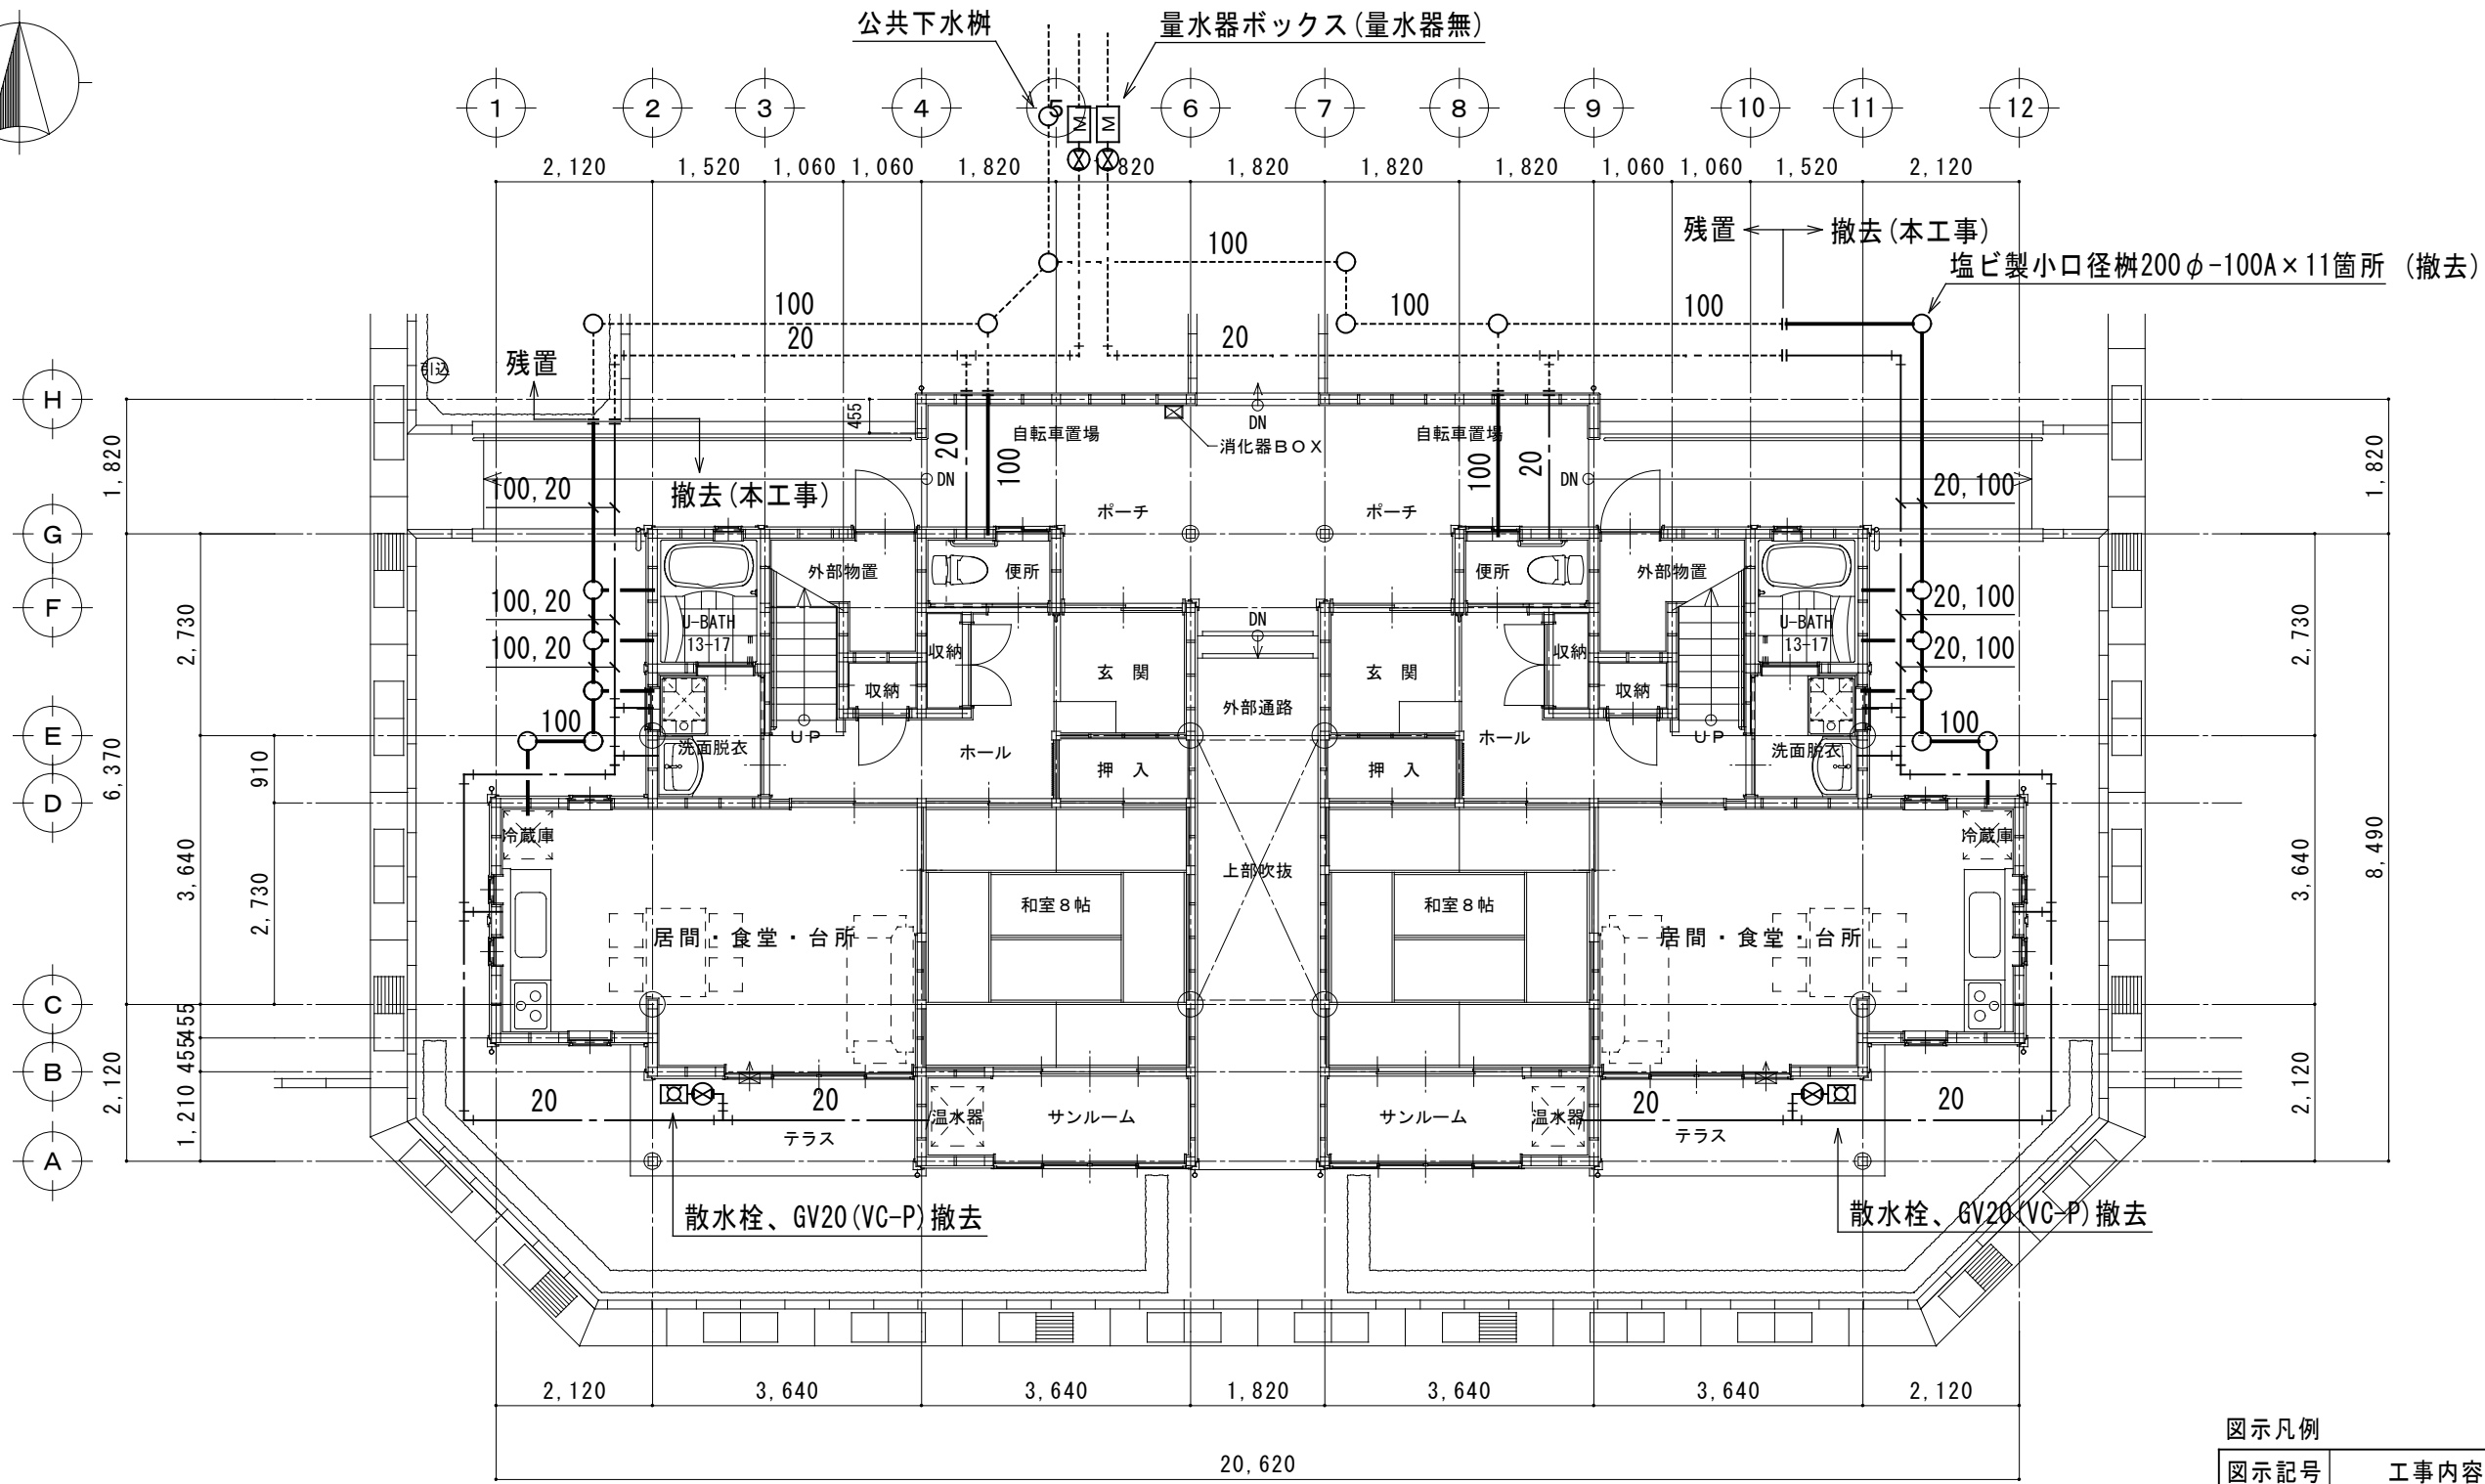 公共下水桝
量水器ボックス(量水器無)
1 2 3 4 5 6 7 8 9 10 11 12
M M
2,120 1,520 1,060 1,060 1,820 1,820 1,820 1,820 1,820 1,060 1,060 1,520 2,120
残置 撤去(本工事)
100
塩ビ製小口径桝200φ-100A×11箇所 (撤去)
100 100 100
20 20
引込
残置
H
455
DN
自転車置場 自転車置場
消化器BOX
20 100 100 20
1,820 1,820
DN DN
100,20 撤去(本工事) 20,100
ポーチ ポーチ
G
外部物置 便所 便所 外部物置
F
100,20 20,100
U-BATH
13-17
DN
U-BATH
13-17
100,20 20,100
2,730 2,730
収納 収納
玄 関 玄 関
収納 収納
外部通路
E
100 100
洗面脱衣 UP ホール ホール UP 洗面脱衣
押 入 押 入
910
6,370
D
冷蔵庫 冷蔵庫
上部吹抜
3,640 3,640
8,490
2,730
和室8帖 和室8帖
居間・食堂・台所 居間・食堂・台所
C
455
455
B
2,120 1,210 2,120
20 20 20 20
温水器 サンルーム サンルーム 温水器
テラス テラス
A
散水栓、GV20(VC-P)撤去 散水栓、GV20(VC-P)撤去
2,120 3,640 3,640 1,820 3,640 3,640 2,120
20,620
図示凡例
図示記号 工事内容